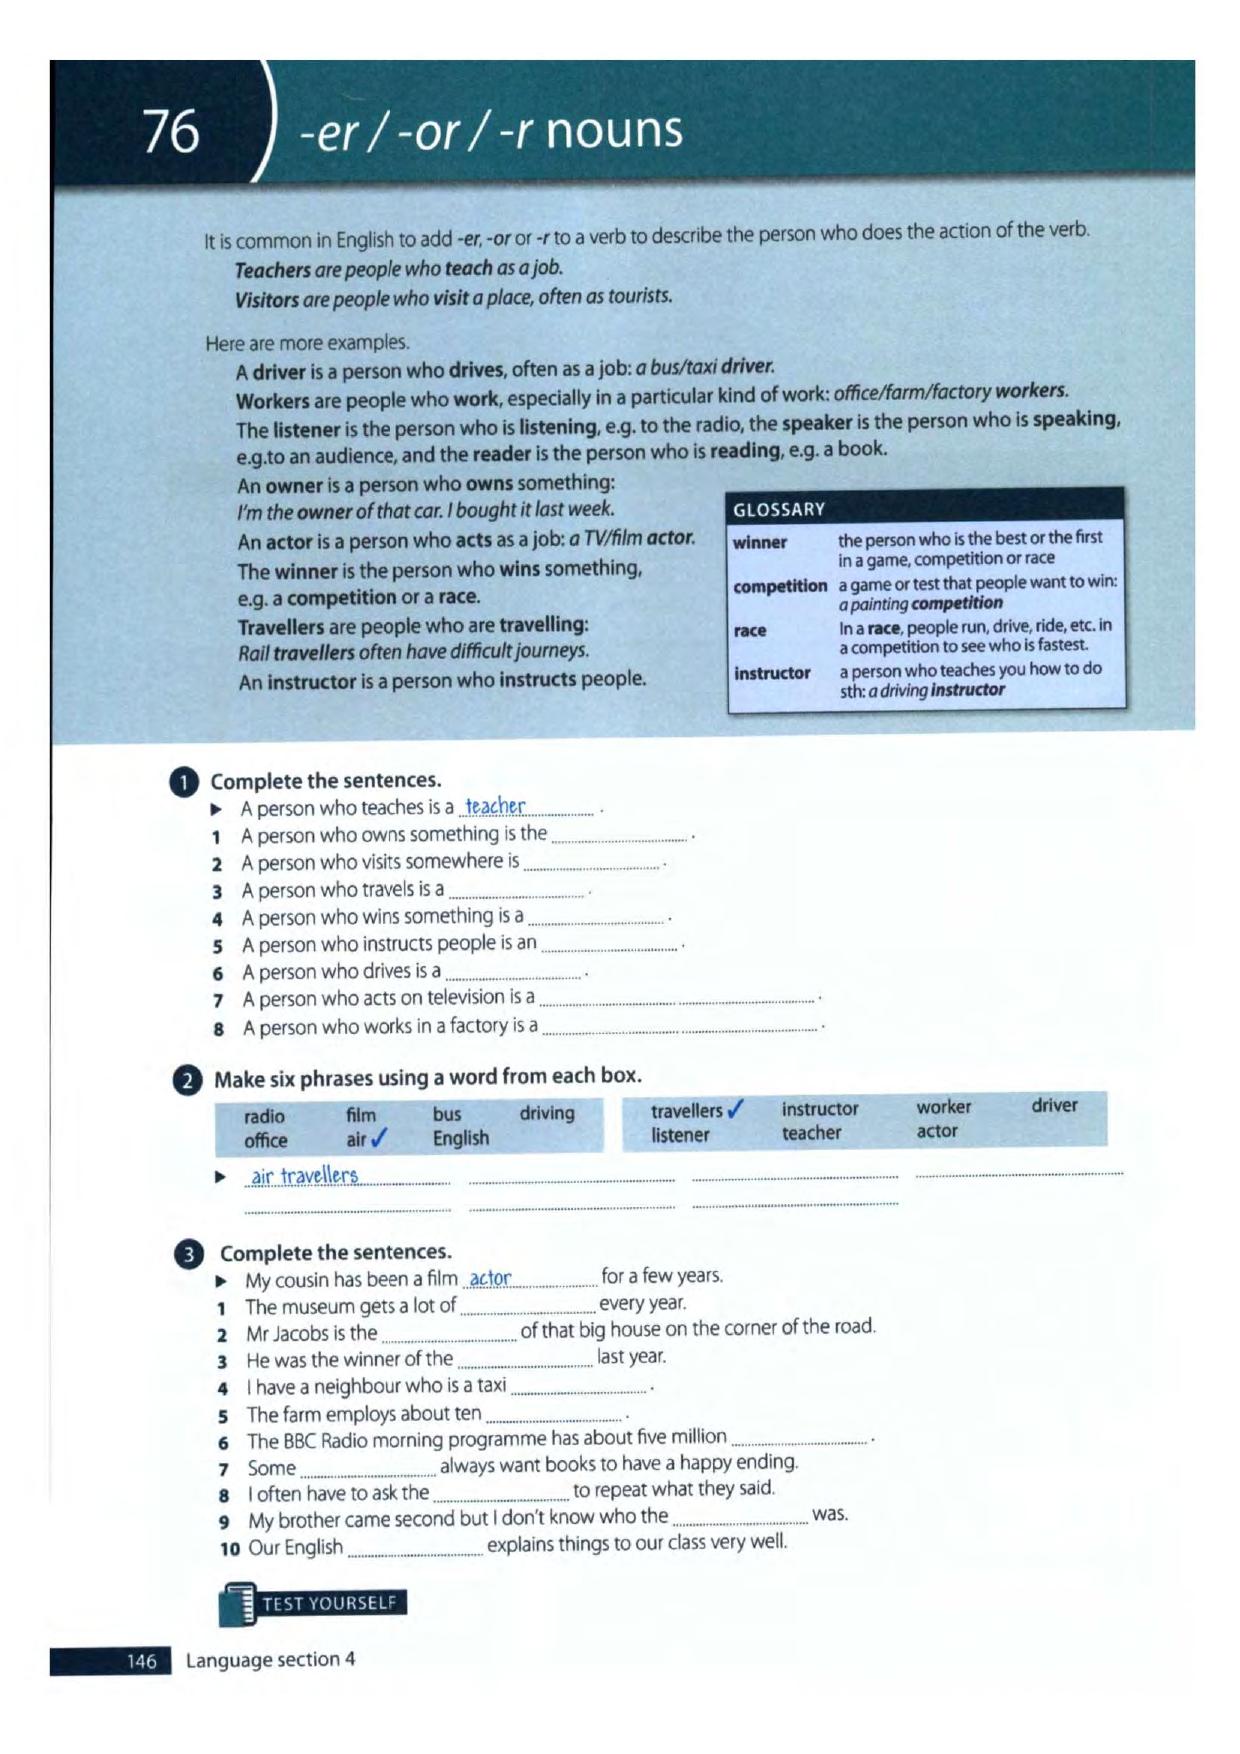 76 -er / -or / -r nouns
It is common in English to add -er, -or or -r to a verb to describe the person who does the action of the verb.
Teachers are people who teach as a job.
Visitors are people who visit a place, often as tourists.
Here are more examples.
A driver is a person who drives, often as a job: a bus/taxi driver.
Workers are people who work, especially in a particular kind of work: office/farm/factory workers.
The listener is the person who is listening, e.g. to the radio, the speaker is the person who is speaking,
e.g.to an audience, and the reader is the person who is reading, e.g. a book.
An owner is a person who owns something:
I'm the owner of that car. I bought it last week.
An actor is a person who acts as a job: a TV/film actor.
The winner is the person who wins something,
e.g. a competition or a race.
Travellers are people who are travelling:
Rail travellers often have difficult journeys.
An instructor is a person who instructs people.
GLOSSARY
winner the person who is the best or the first
in a game, competition or race
competition a game or test that people want to win:
a painting competition
race In a race, people run, drive, ride, etc. in
a competition to see who is fastest.
instructor a person who teaches you how to do
sth: a driving instructor
1 Complete the sentences.
► A person who teaches is a teacher .
1 A person who owns something is the .
2 A person who visits somewhere is .
3 A person who travels is a .
4 A person who wins something is a .
5 A person who instructs people is an .
6 A person who drives is a .
7 A person who acts on television is a .
8 A person who works in a factory is a .
2 Make six phrases using a word from each box.
radio film bus driving
office air ✓ English
travellers ✓ instructor worker driver
listener teacher actor
► air travellers
3 Complete the sentences.
► My cousin has been a film actor for a few years.
1 The museum gets a lot of every year.
2 Mr Jacobs is the of that big house on the corner of the road.
3 He was the winner of the last year.
4 I have a neighbour who is a taxi .
5 The farm employs about ten .
6 The BBC Radio morning programme has about five million .
7 Some always want books to have a happy ending.
8 I often have to ask the to repeat what they said.
9 My brother came second but I don't know who the was.
10 Our English explains things to our class very well.
TEST YOURSELF
146 Language section 4